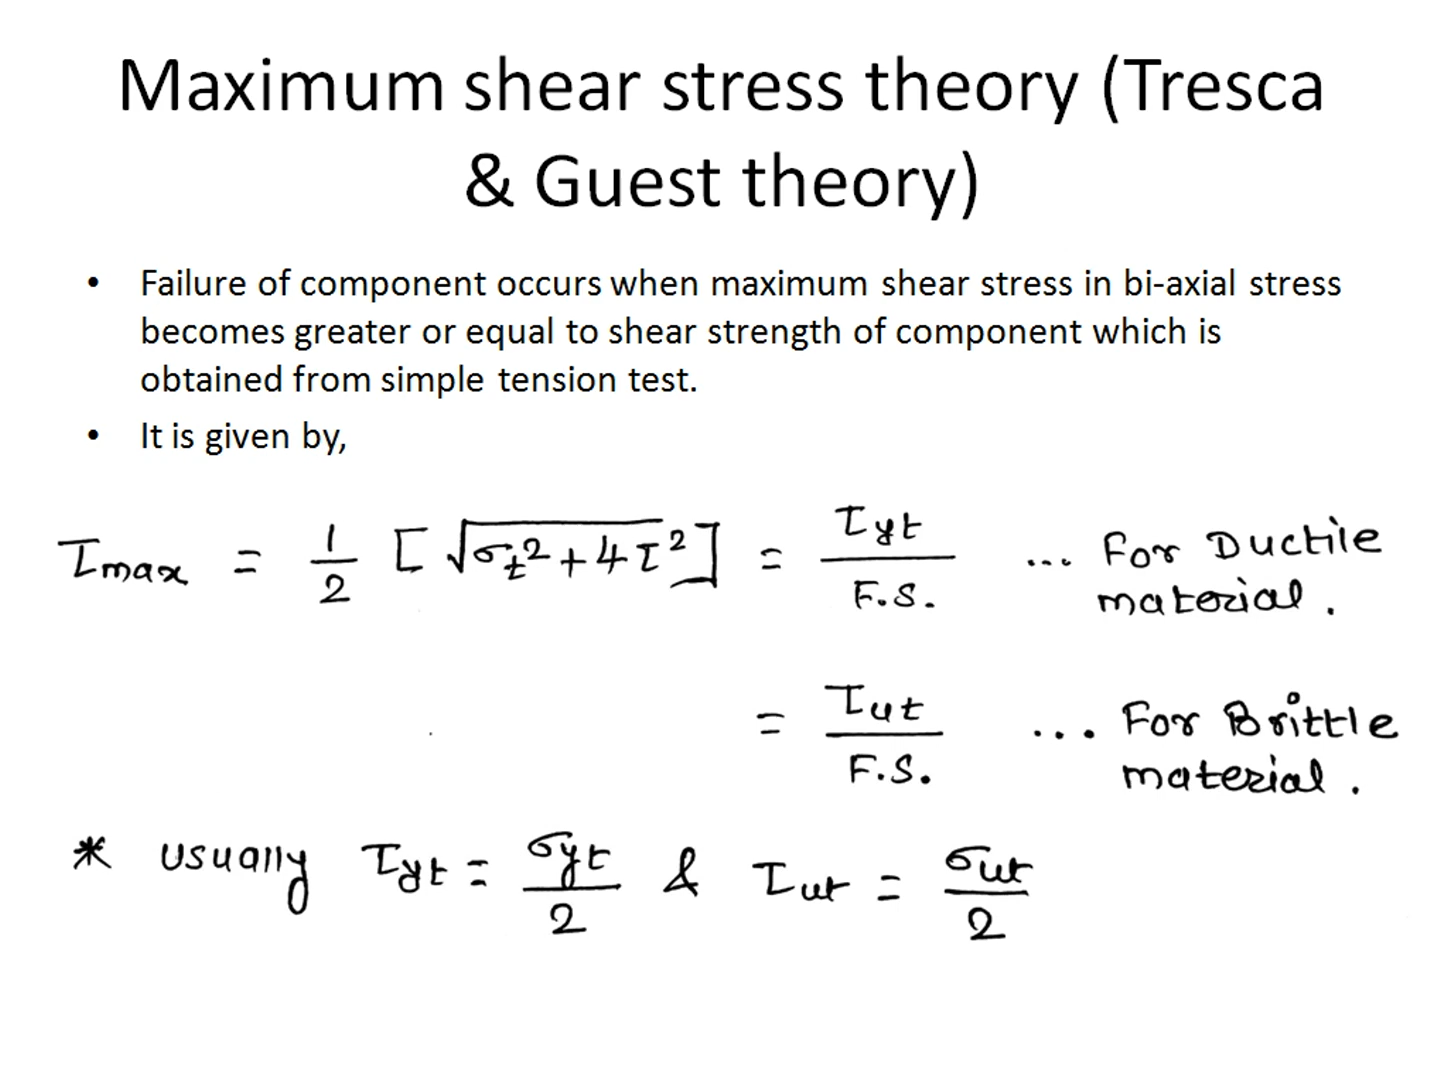 Maximum shear stress theory (Tresca
& Guest theory)
• Failure of component occurs when maximum shear stress in bi-axial stress
becomes greater or equal to shear strength of component which is
obtained from simple tension test.
• It is given by,
τmax = 1/2 [√(σt² + 4τ²)] = τyt / F.S. ... For Ductile material.
= τut / F.S. ... For Brittle material.
* usually τyt = σyt / 2 & τut = σut / 2